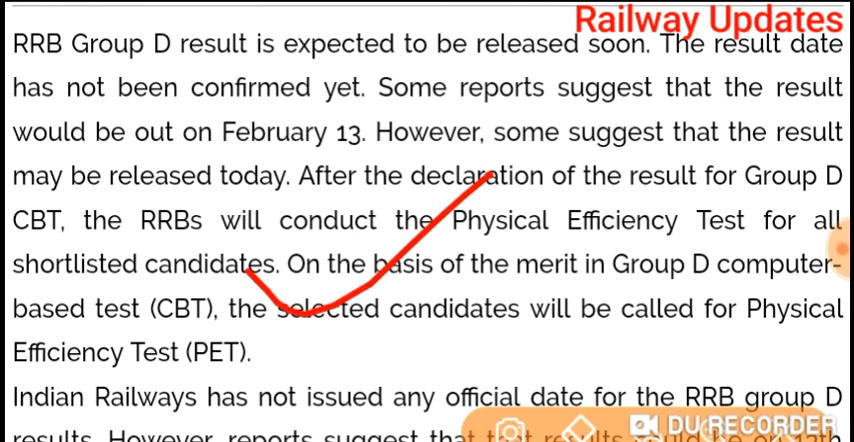 Railway Updates
RRB Group D result is expected to be released soon. The result date
has not been confirmed yet. Some reports suggest that the result
would be out on February 13. However, some suggest that the result
may be released today. After the declaration of the result for Group D
CBT, the RRBs will conduct the Physical Efficiency Test for all
shortlisted candidates. On the basis of the merit in Group D computer-
based test (CBT), the selected candidates will be called for Physical
Efficiency Test (PET).
Indian Railways has not issued any official date for the RRB group D
results. However, reports suggest that
DU RECORDER